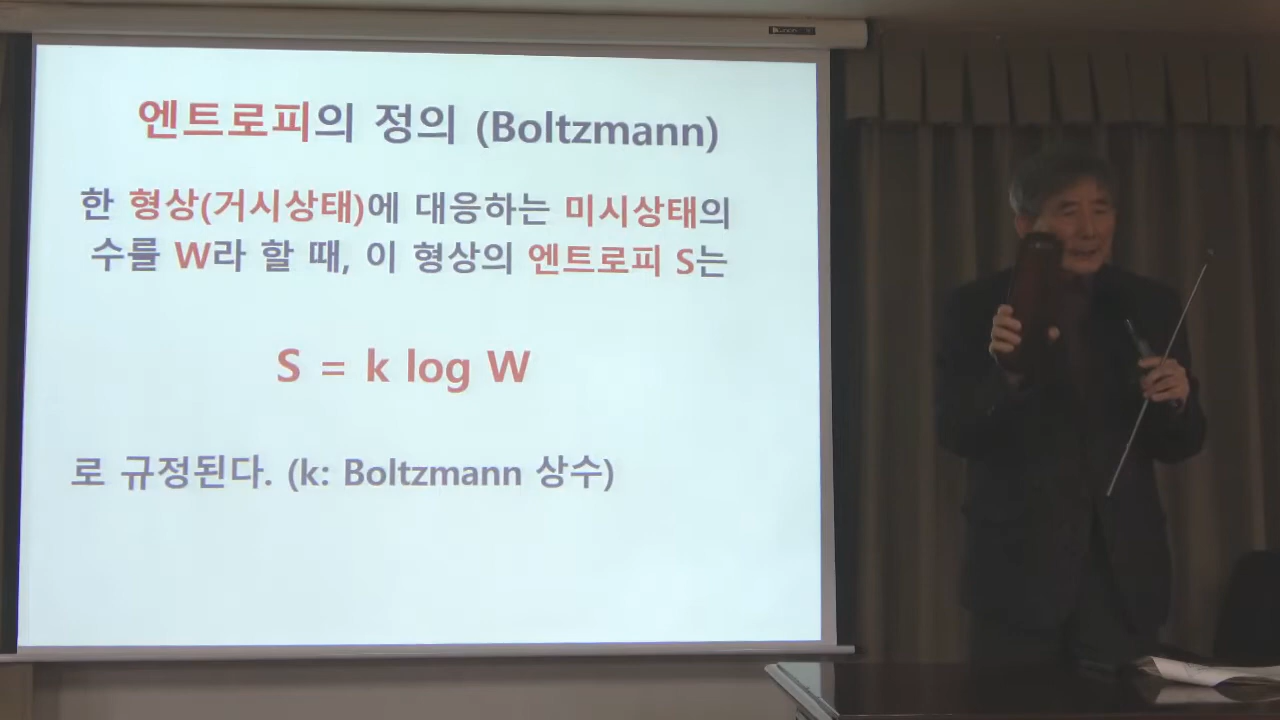 엔트로피의 정의 (Boltzmann)
한 형상(거시상태)에 대응하는 미시상태의
수를 W라 할 때, 이 형상의 엔트로피 S는
S = k log W
로 규정된다. (k: Boltzmann 상수)